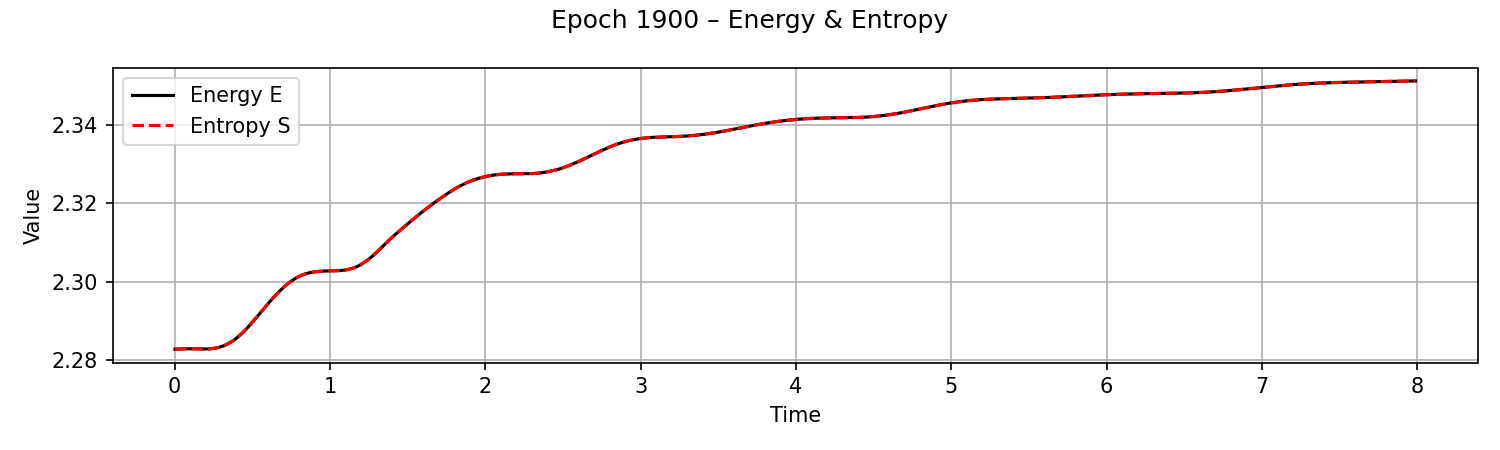 Epoch 1900 – Energy & Entropy
Energy E
Entropy S
Value
2.34
2.32
2.30
2.28
0 1 2 3 4 5 6 7 8
Time